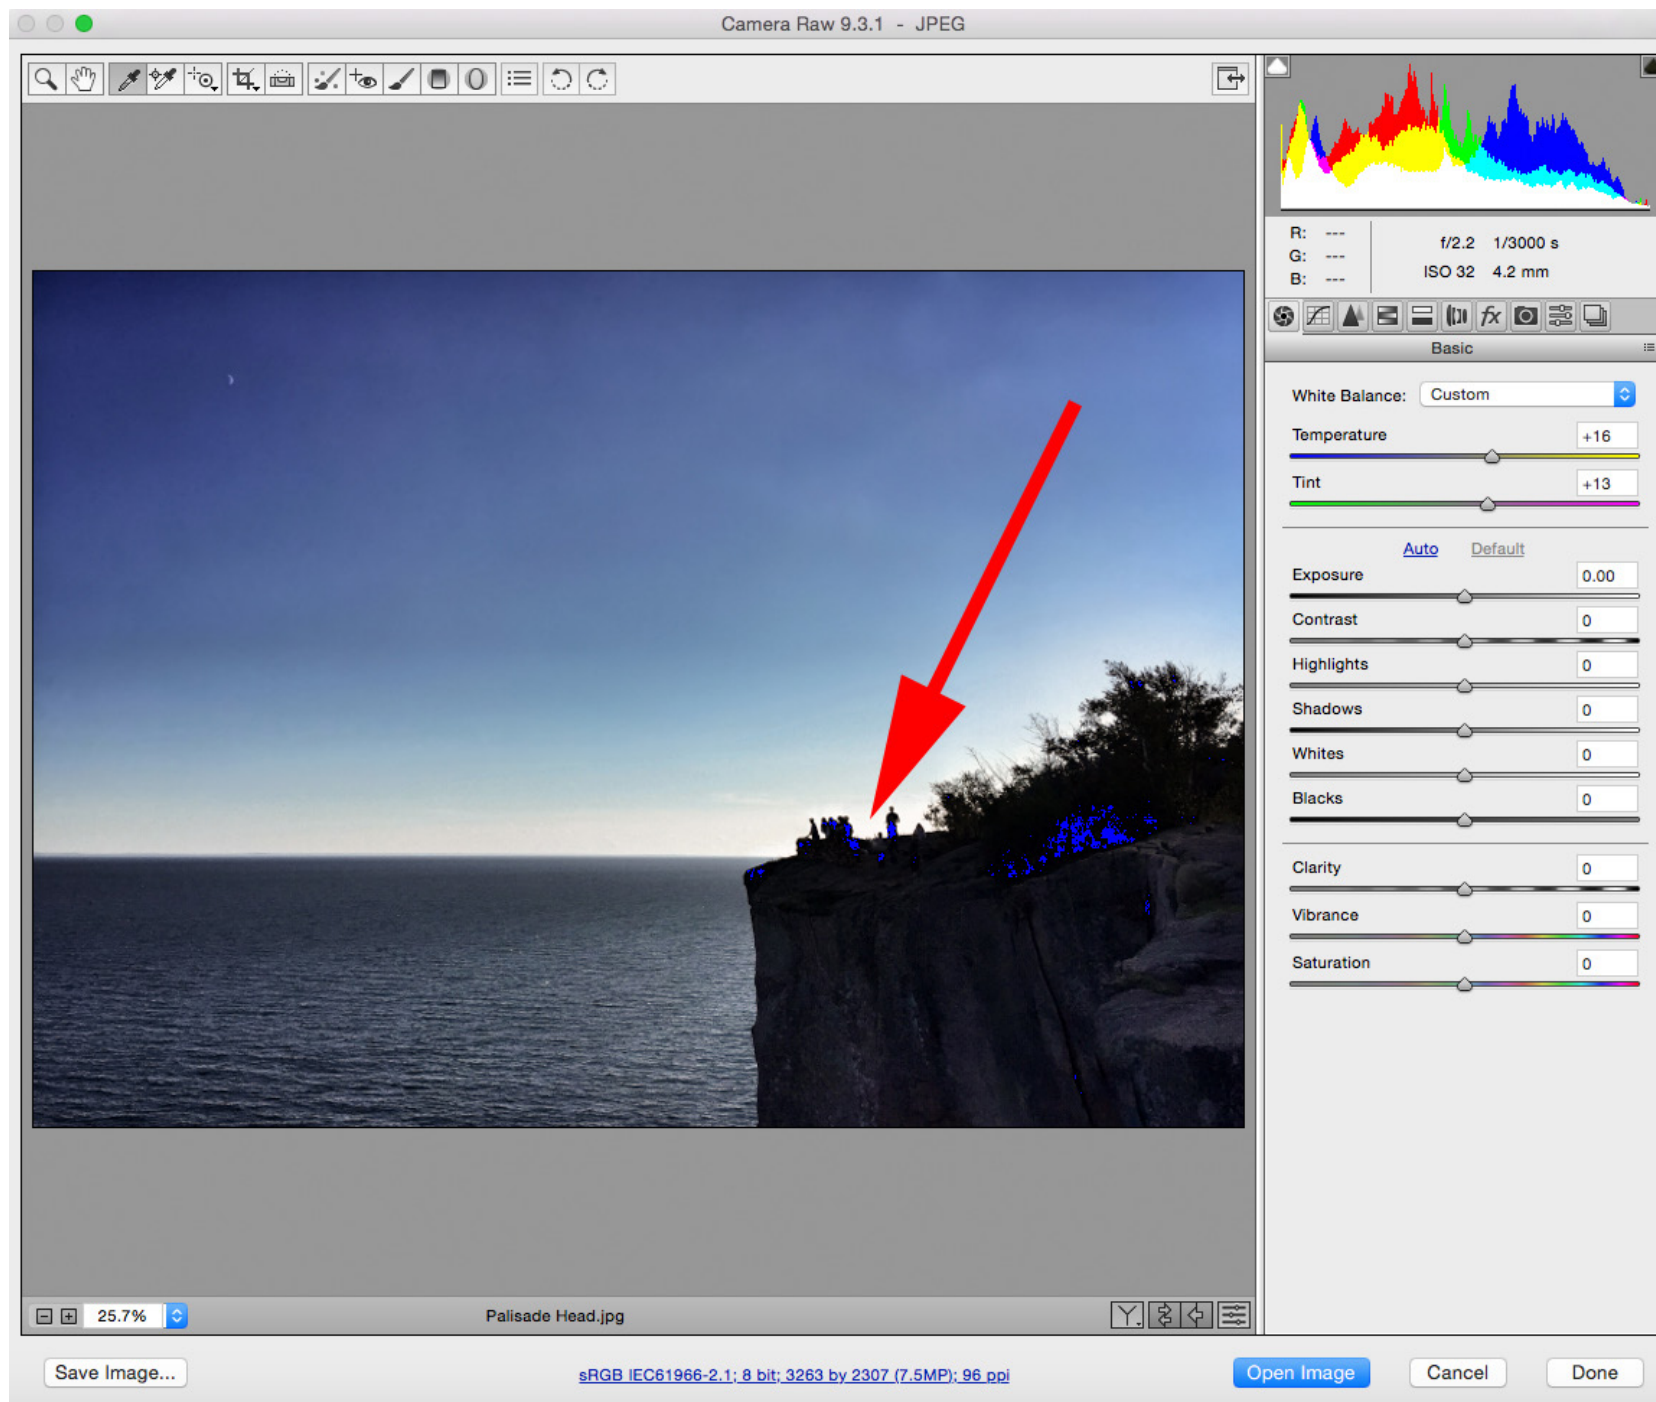 Camera Raw 9.3.1 - JPEG
R: ---
G: ---
B: ---
f/2.2 1/3000 s
ISO 32 4.2 mm
fx
Basic
White Balance: Custom
Temperature +16
Tint +13
Auto Default
Exposure 0.00
Contrast 0
Highlights 0
Shadows 0
Whites 0
Blacks 0
Clarity 0
Vibrance 0
Saturation 0
25.7% Palisade Head.jpg Y
Save Image... sRGB IEC61966-2.1; 8 bit; 3263 by 2307 (7.5MP); 96 ppi Open Image Cancel Done